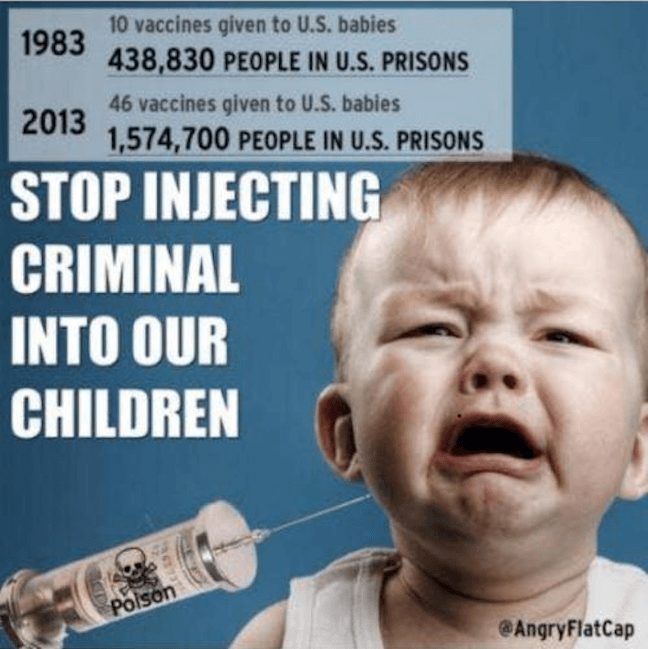 1983
10 vaccines given to U.S. babies
438,830 PEOPLE IN U.S. PRISONS
2013
46 vaccines given to U.S. babies
1,574,700 PEOPLE IN U.S. PRISONS
STOP INJECTING
CRIMINAL
INTO OUR
CHILDREN
Poison
@AngryFlatCap